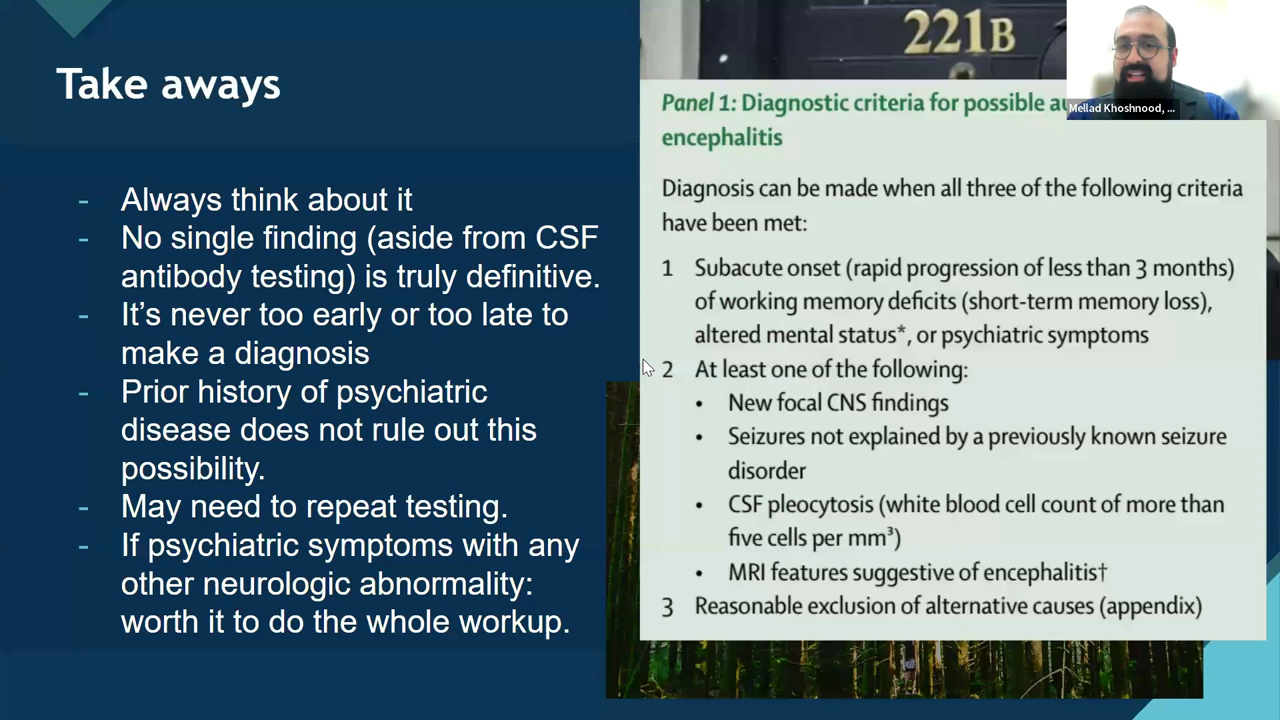 Take aways
- Always think about it
- No single finding (aside from CSF
antibody testing) is truly definitive.
- It’s never too early or too late to
make a diagnosis
- Prior history of psychiatric
disease does not rule out this
possibility.
- May need to repeat testing.
- If psychiatric symptoms with any
other neurologic abnormality:
worth it to do the whole workup.
221B
Mellad Khoshnood, ...
Panel 1: Diagnostic criteria for possible
encephalitis
Diagnosis can be made when all three of the following criteria
have been met:
1 Subacute onset (rapid progression of less than 3 months)
of working memory deficits (short-term memory loss),
altered mental status*, or psychiatric symptoms
2 At least one of the following:
• New focal CNS findings
• Seizures not explained by a previously known seizure
disorder
• CSF pleocytosis (white blood cell count of more than
five cells per mm³)
• MRI features suggestive of encephalitis†
3 Reasonable exclusion of alternative causes (appendix)